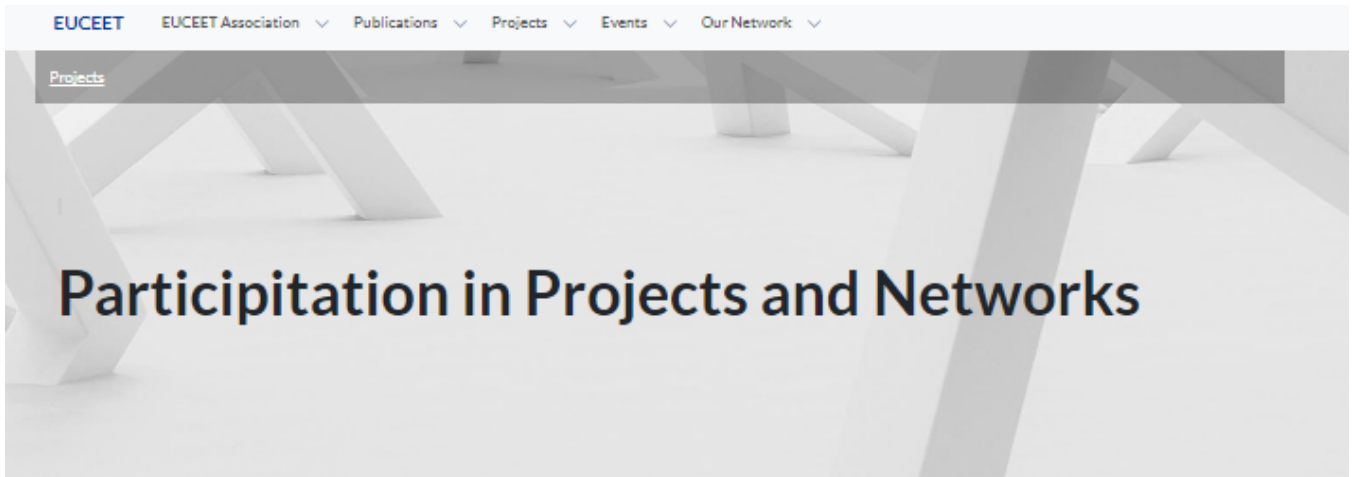 EUCEET EUCEET Association Publications Projects Events Our Network
Projects
Participitation in Projects and Networks